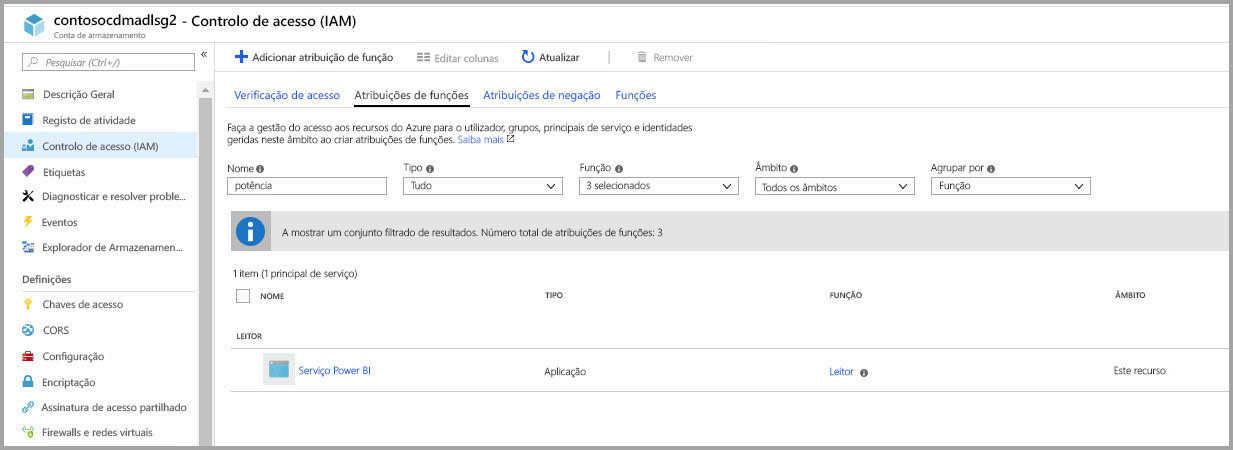 contosocdmadlsg2 - Controlo de acesso (IAM)
Conta de armazenamento
Pesquisar (Ctrl+/)
«
Descrição Geral
Registo de atividade
Controlo de acesso (IAM)
Etiquetas
Diagnosticar e resolver proble...
Eventos
Explorador de Armazenamen...
Definições
Chaves de acesso
CORS
Configuração
Encriptação
Assinatura de acesso partilhado
Firewalls e redes virtuais
Adicionar atribuição de função Editar colunas Atualizar Remover
Verificação de acesso Atribuições de funções Atribuições de negação Funções
Faça a gestão do acesso aos recursos do Azure para o utilizador, grupos, principais de serviço e identidades
geridas neste âmbito ao criar atribuições de funções. Saiba mais
Nome Tipo Função Âmbito Agrupar por
potência Tudo 3 selecionados Todos os âmbitos Função
A mostrar um conjunto filtrado de resultados. Número total de atribuições de funções: 3
1 item (1 principal de serviço)
NOME TIPO FUNÇÃO ÂMBITO
LEITOR
Serviço Power BI Aplicação Leitor Este recurso